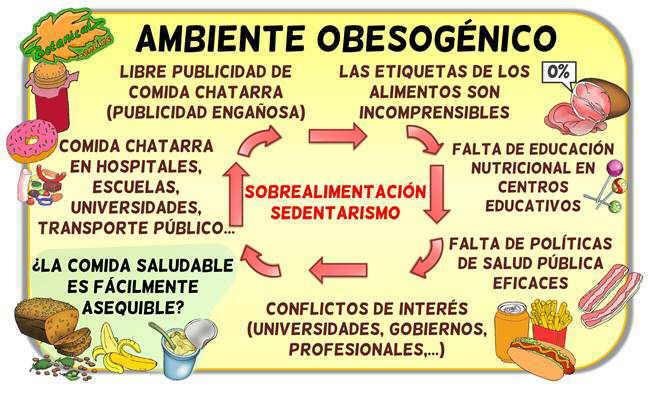 Botanical
online
AMBIENTE OBESOGÉNICO
LIBRE PUBLICIDAD DE
COMIDA CHATARRA
(PUBLICIDAD ENGAÑOSA)
LAS ETIQUETAS DE LOS
ALIMENTOS SON
INCOMPRENSIBLES
0%
FALTA DE EDUCACIÓN
NUTRICIONAL EN
CENTROS
EDUCATIVOS
FALTA DE POLÍTICAS
DE SALUD PÚBLICA
EFICACES
CONFLICTOS DE INTERÉS
(UNIVERSIDADES, GOBIERNOS,
PROFESIONALES,...)
COMIDA CHATARRA
EN HOSPITALES,
ESCUELAS,
UNIVERSIDADES,
TRANSPORTE PÚBLICO...
SOBREALIMENTACIÓN
SEDENTARISMO
¿LA COMIDA SALUDABLE
ES FÁCILMENTE
ASEQUIBLE?